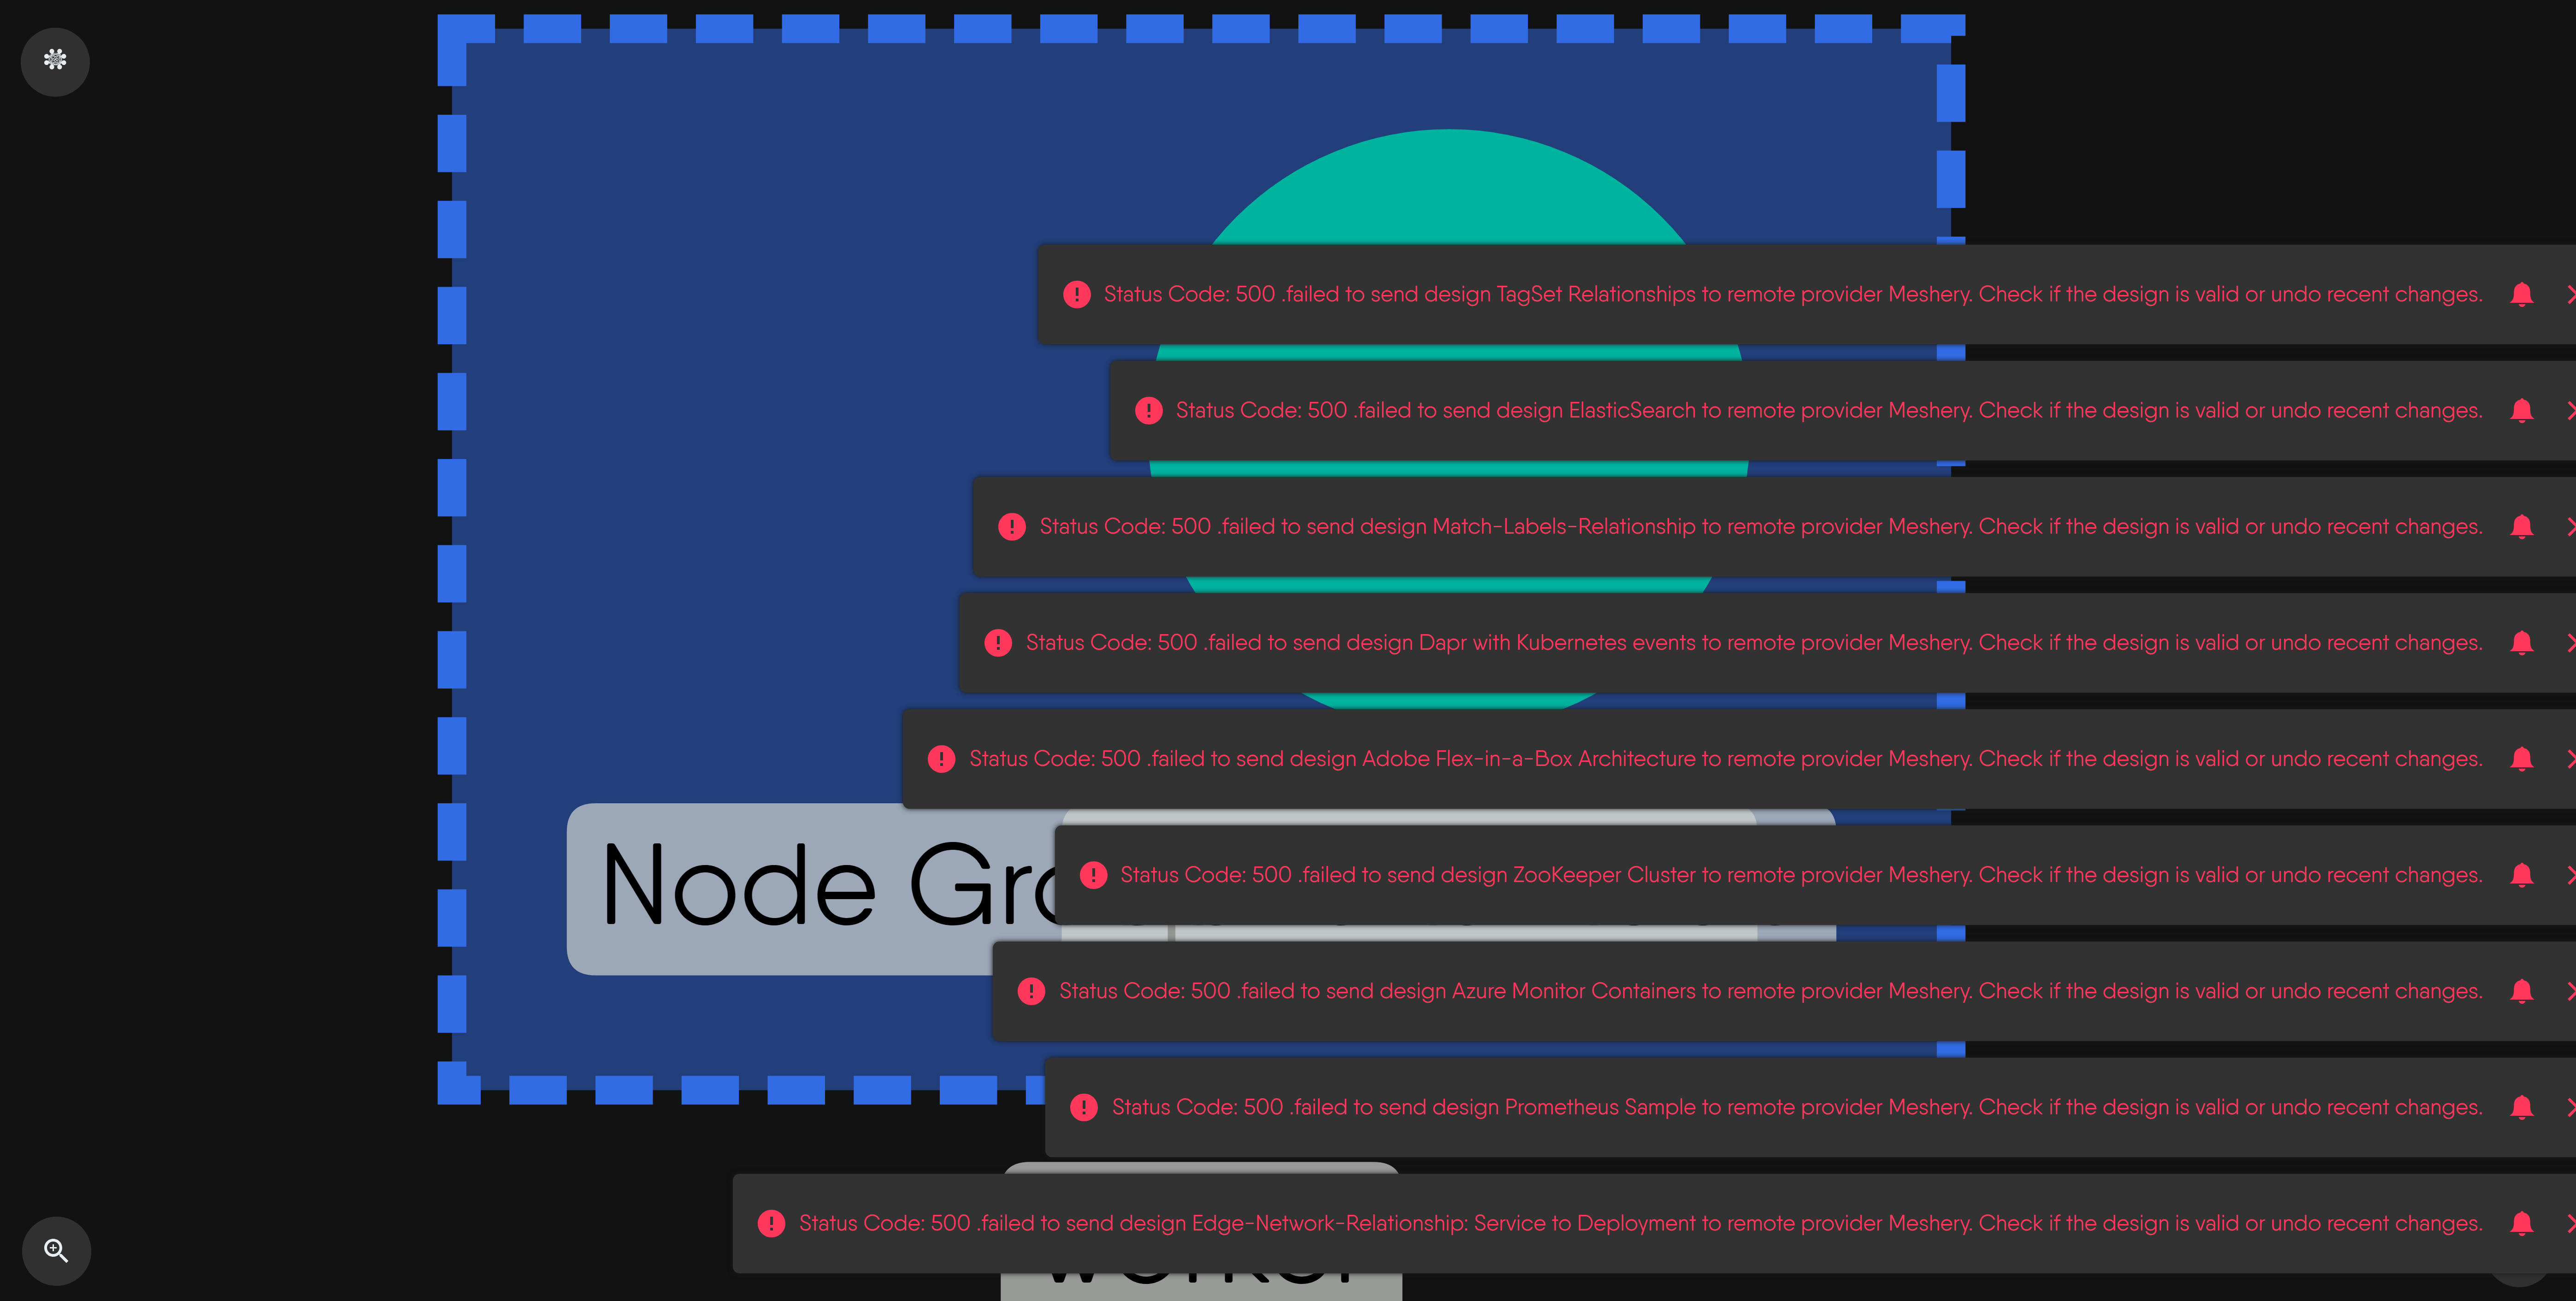 Status Code: 500 .failed to send design TagSet Relationships to remote provider Meshery. Check if the design is valid or undo recent changes.
Status Code: 500 .failed to send design ElasticSearch to remote provider Meshery. Check if the design is valid or undo recent changes.
Status Code: 500 .failed to send design Match-Labels-Relationship to remote provider Meshery. Check if the design is valid or undo recent changes.
Status Code: 500 .failed to send design Dapr with Kubernetes events to remote provider Meshery. Check if the design is valid or undo recent changes.
Status Code: 500 .failed to send design Adobe Flex-in-a-Box Architecture to remote provider Meshery. Check if the design is valid or undo recent changes.
Node
Status Code: 500 .failed to send design ZooKeeper Cluster to remote provider Meshery. Check if the design is valid or undo recent changes.
Status Code: 500 .failed to send design Azure Monitor Containers to remote provider Meshery. Check if the design is valid or undo recent changes.
Status Code: 500 .failed to send design Prometheus Sample to remote provider Meshery. Check if the design is valid or undo recent changes.
Status Code: 500 .failed to send design Edge-Network-Relationship: Service to Deployment to remote provider Meshery. Check if the design is valid or undo recent changes.